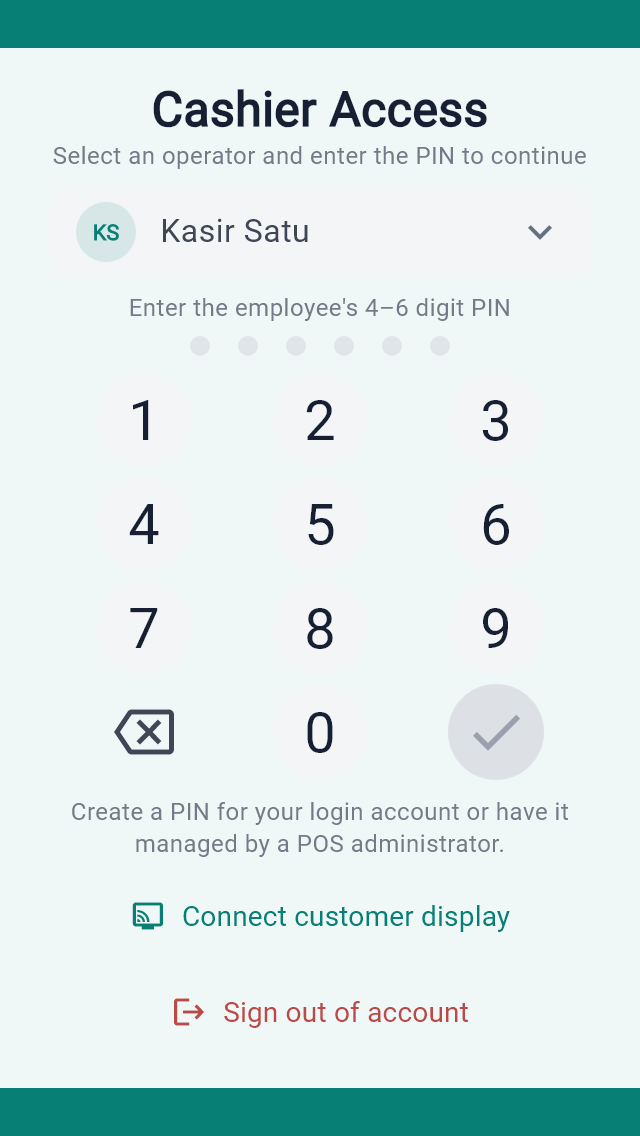 Cashier Access
Select an operator and enter the PIN to continue
KS Kasir Satu
Enter the employee's 4–6 digit PIN
1 2 3
4 5 6
7 8 9
0
Create a PIN for your login account or have it
managed by a POS administrator.
Connect customer display
Sign out of account